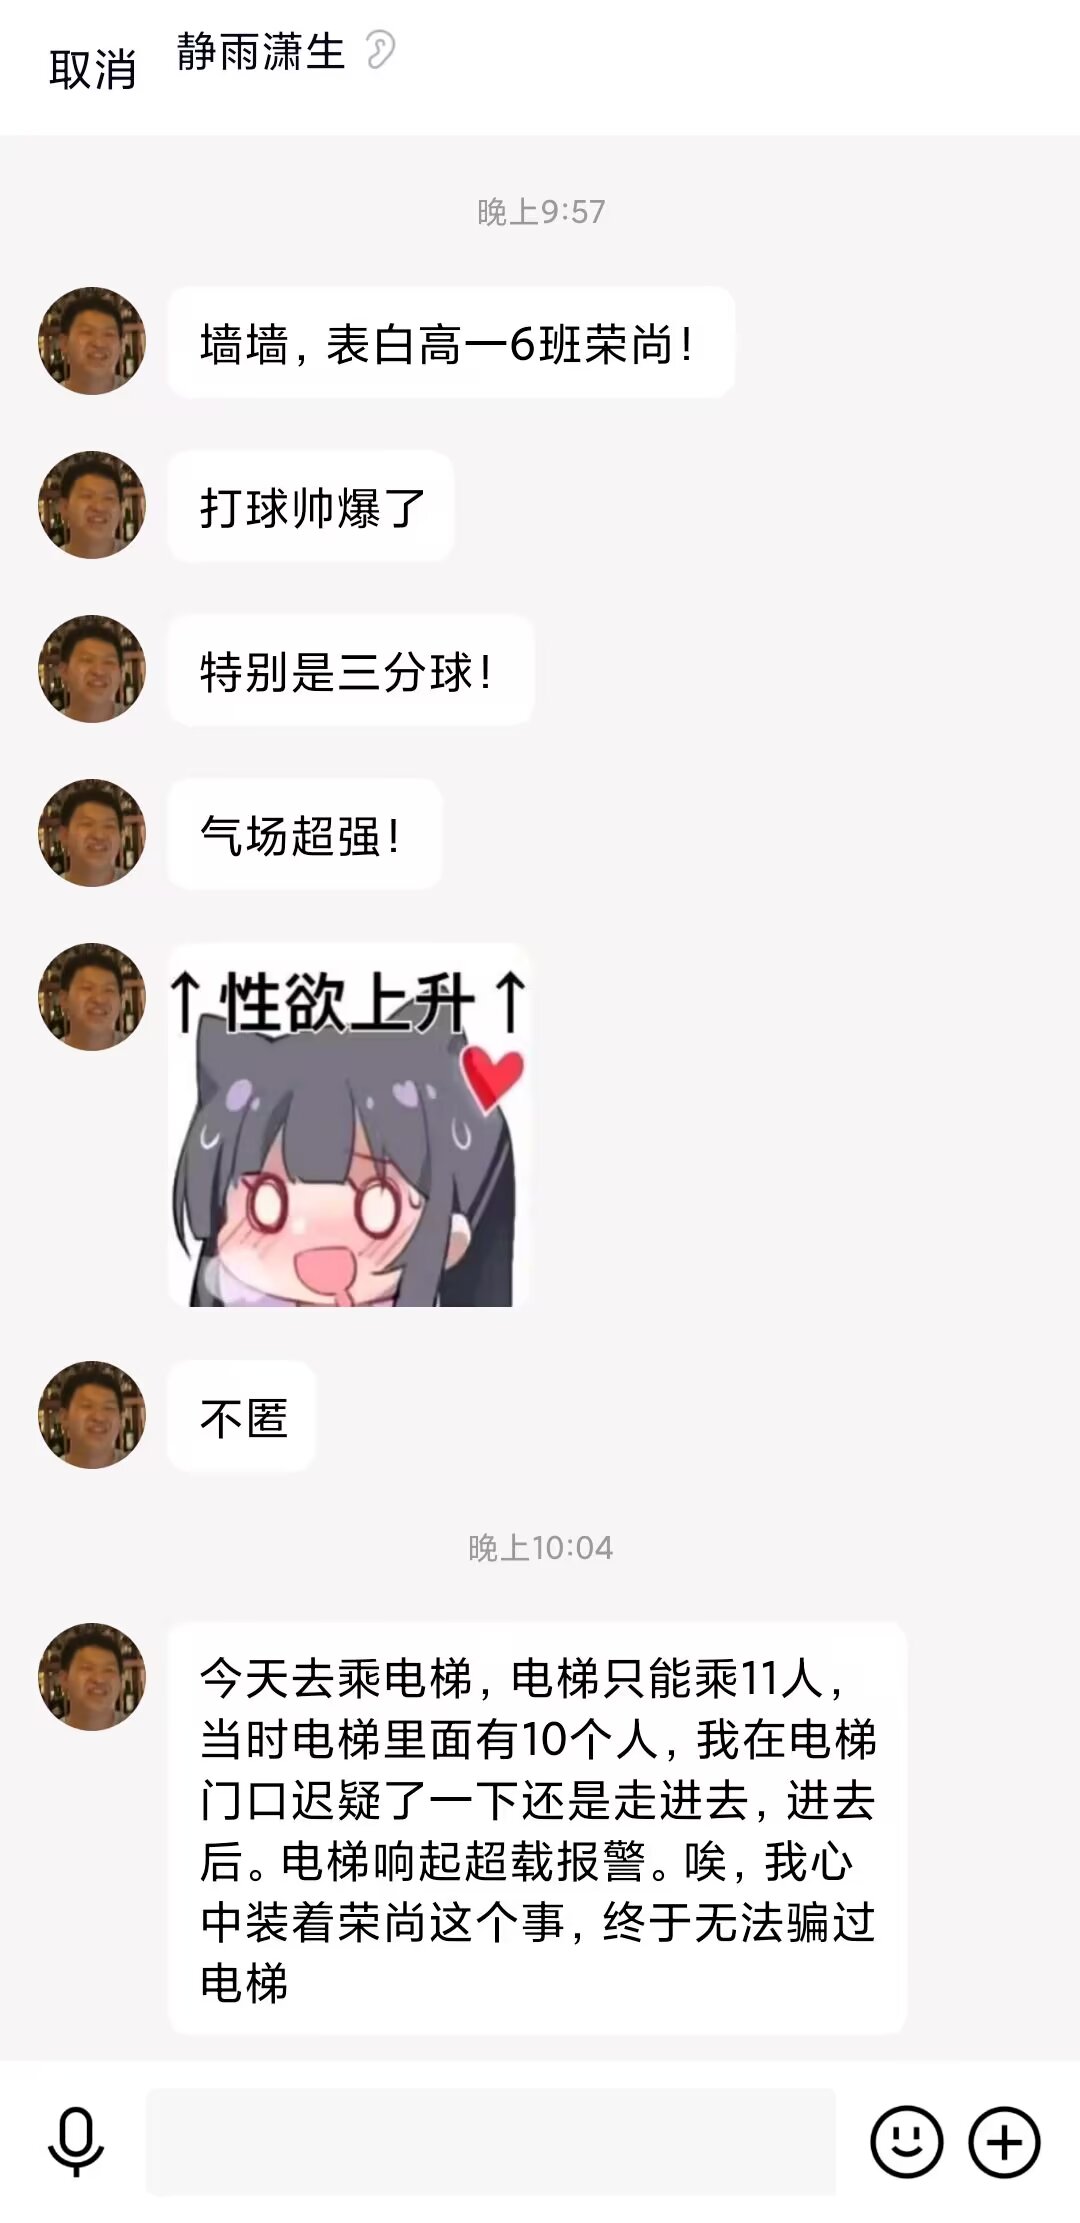 取消
静雨潇生
晚上9:57
墙墙，表白高一6班荣尚！
打球帅爆了
特别是三分球！
气场超强！
↑性欲上升↑
不匿
晚上10:04
今天去乘电梯，电梯只能乘11人，
当时电梯里面有10个人，我在电梯
门口迟疑了一下还是走进去，进去
后。电梯响起超载报警。唉，我心
中装着荣尚这个事，终于无法骗过
电梯